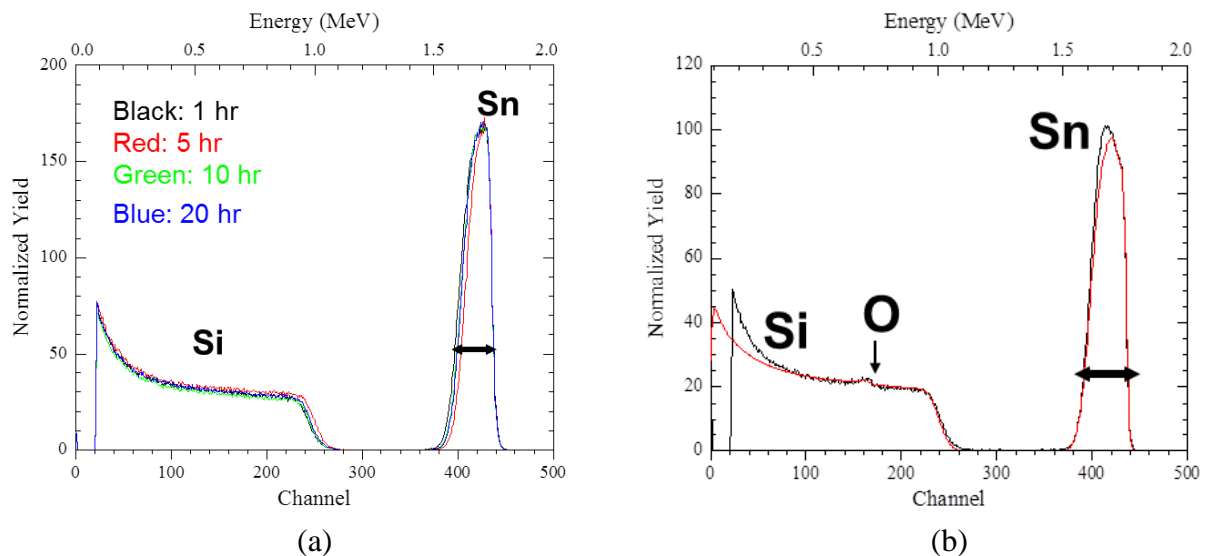 Energy (MeV)
0.0 0.5 1.0 1.5 2.0
200
150
100
50
0
Normalized Yield
Black: 1 hr
Red: 5 hr
Green: 10 hr
Blue: 20 hr
Si
Sn
0 100 200 300 400 500
Channel
(a)
Energy (MeV)
0.5 1.0 1.5 2.0
120
100
80
60
40
20
0
Normalized Yield
Sn
O
Si
0 100 200 300 400 500
Channel
(b)